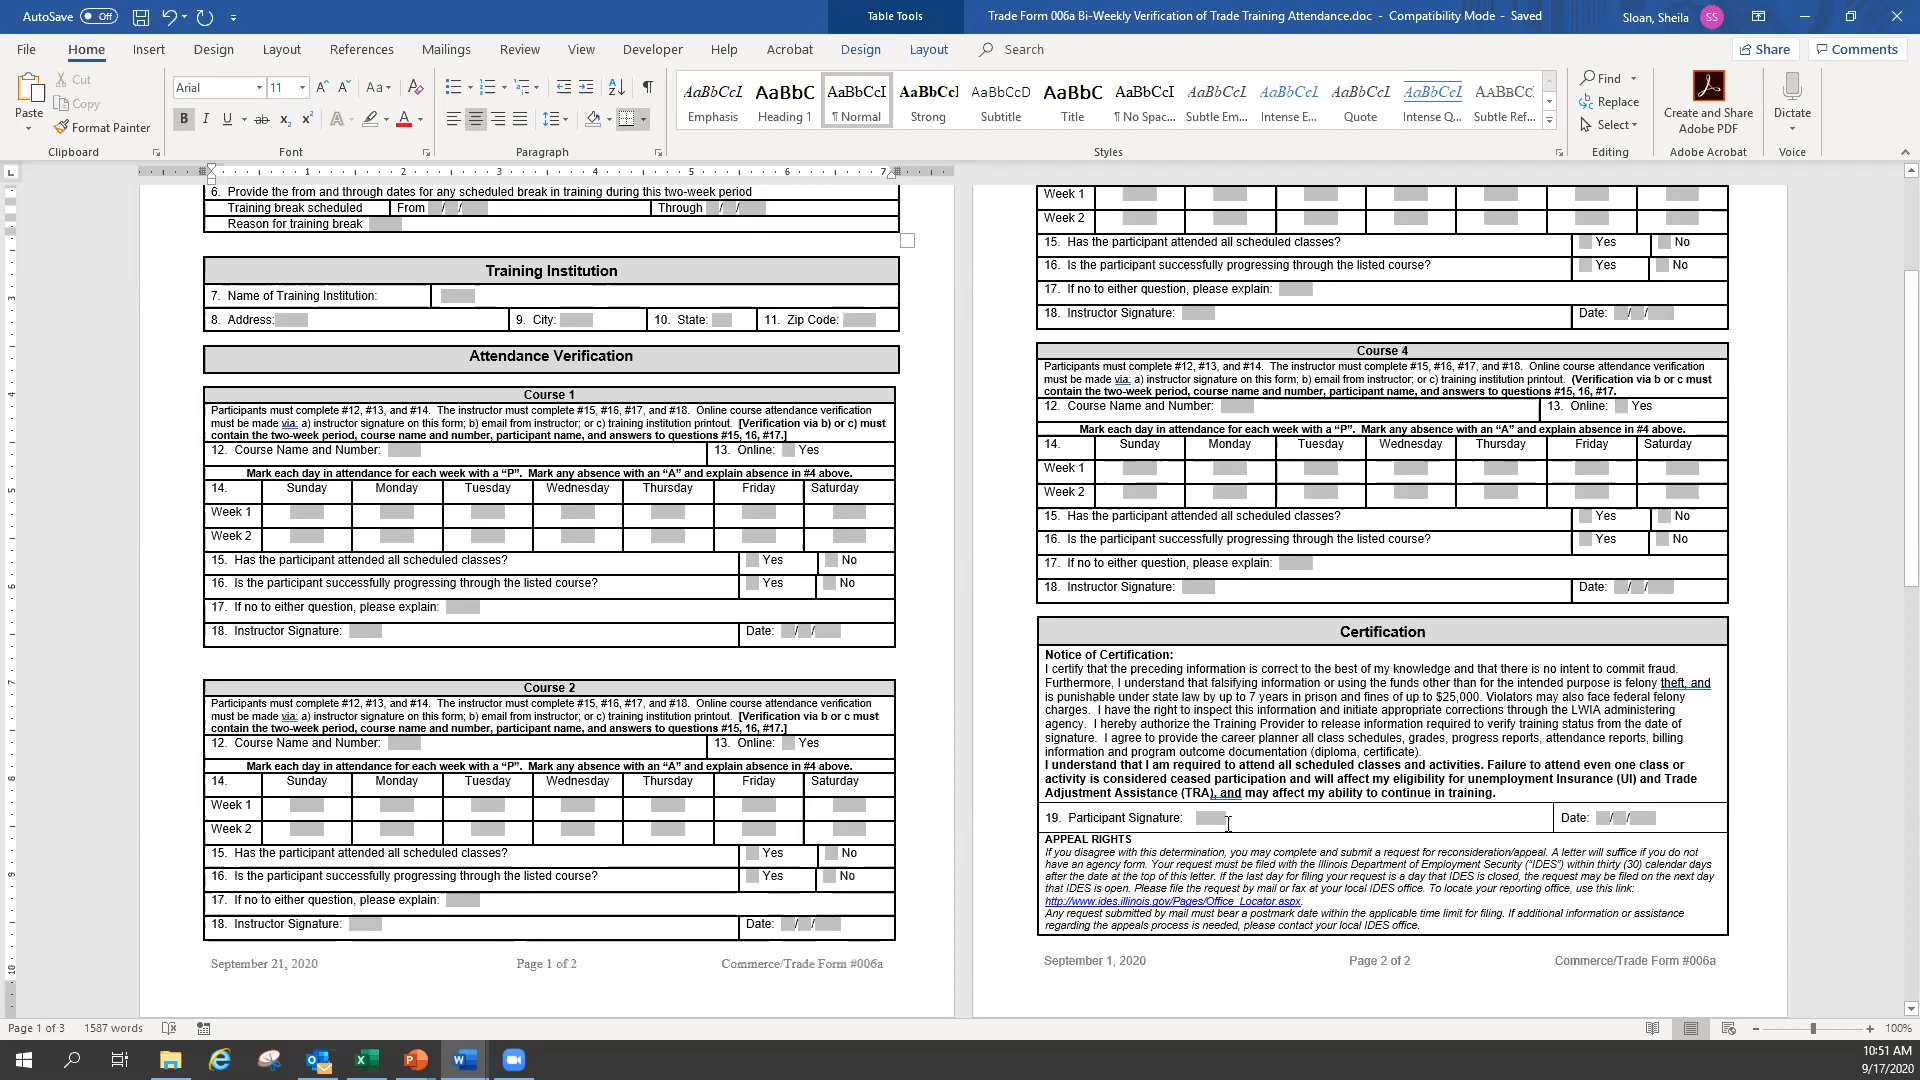 AutoSave Off
Table Tools
Trade Form 006a Bi-Weekly Verification of Trade Training Attendance.doc - Compatibility Mode - Saved
Sloan, Sheila SS
File Home Insert Design Layout References Mailings Review View Developer Help Acrobat Design Layout Search Share Comments
Paste
Cut
Copy
Format Painter
Clipboard
Arial 11
Font
Paragraph
AaBbCcI Emphasis
AaBbC Heading 1
AaBbCcI ¶ Normal
AaBbCcI Strong
AaBbCcD Subtitle
AaBbC Title
AaBbCcI ¶ No Spac...
AaBbCcI Subtle Em...
AaBbCcI Intense E...
AaBbCcI Quote
AaBbCcI Intense Q...
AaBbCc Subtle Ref...
Styles
Find
Replace
Select
Editing
Create and Share
Adobe PDF
Adobe Acrobat
Dictate
Voice
1 2 3 4 5 6 7
6. Provide the from and through dates for any scheduled break in training during this two-week period
Training break scheduled From / / Through / /
Reason for training break
Training Institution
7. Name of Training Institution:
8. Address: 9. City: 10. State: 11. Zip Code:
Attendance Verification
Course 1
Participants must complete #12, #13, and #14. The instructor must complete #15, #16, #17, and #18. Online course attendance verification
must be made via: a) instructor signature on this form; b) email from instructor; or c) training institution printout. [Verification via b) or c) must
contain the two-week period, course name and number, participant name, and answers to questions #15, 16, #17.]
12. Course Name and Number: 13. Online: Yes
Mark each day in attendance for each week with a “P”. Mark any absence with an “A” and explain absence in #4 above.
14. Sunday Monday Tuesday Wednesday Thursday Friday Saturday
Week 1
Week 2
15. Has the participant attended all scheduled classes? Yes No
16. Is the participant successfully progressing through the listed course? Yes No
17. If no to either question, please explain:
18. Instructor Signature: Date: / /
Course 2
Participants must complete #12, #13, and #14. The instructor must complete #15, #16, #17, and #18. Online course attendance verification
must be made via: a) instructor signature on this form; b) email from instructor; or c) training institution printout. [Verification via b or c must
contain the two-week period, course name and number, participant name, and answers to questions #15, 16, #17.]
12. Course Name and Number: 13. Online: Yes
Mark each day in attendance for each week with a “P”. Mark any absence with an “A” and explain absence in #4 above.
14. Sunday Monday Tuesday Wednesday Thursday Friday Saturday
Week 1
Week 2
15. Has the participant attended all scheduled classes? Yes No
16. Is the participant successfully progressing through the listed course? Yes No
17. If no to either question, please explain:
18. Instructor Signature: Date: / /
September 21, 2020 Page 1 of 2 Commerce/Trade Form #006a
Week 1
Week 2
15. Has the participant attended all scheduled classes? Yes No
16. Is the participant successfully progressing through the listed course? Yes No
17. If no to either question, please explain:
18. Instructor Signature: Date: / /
Course 4
Participants must complete #12, #13, and #14. The instructor must complete #15, #16, #17, and #18. Online course attendance verification
must be made via: a) instructor signature on this form; b) email from instructor; or c) training institution printout. (Verification via b or c must
contain the two-week period, course name and number, participant name, and answers to questions #15, 16, #17.
12. Course Name and Number: 13. Online: Yes
Mark each day in attendance for each week with a “P”. Mark any absence with an “A” and explain absence in #4 above.
14. Sunday Monday Tuesday Wednesday Thursday Friday Saturday
Week 1
Week 2
15. Has the participant attended all scheduled classes? Yes No
16. Is the participant successfully progressing through the listed course? Yes No
17. If no to either question, please explain:
18. Instructor Signature: Date: / /
Certification
Notice of Certification:
I certify that the preceding information is correct to the best of my knowledge and that there is no intent to commit fraud.
Furthermore, I understand that falsifying information or using the funds other than for the intended purpose is felony theft, and
is punishable under state law by up to 7 years in prison and fines of up to $25,000. Violators may also face federal felony
charges. I have the right to inspect this information and initiate appropriate corrections through the LWIA administering
agency. I hereby authorize the Training Provider to release information required to verify training status from the date of
signature. I agree to provide the career planner all class schedules, grades, progress reports, attendance reports, billing
information and program outcome documentation (diploma, certificate).
I understand that I am required to attend all scheduled classes and activities. Failure to attend even one class or
activity is considered ceased participation and will affect my eligibility for unemployment Insurance (UI) and Trade
Adjustment Assistance (TRA), and may affect my ability to continue in training.
19. Participant Signature: Date: / /
APPEAL RIGHTS
If you disagree with this determination, you may complete and submit a request for reconsideration/appeal. A letter will suffice if you do not
have an agency form. Your request must be filed with the Illinois Department of Employment Security (“IDES”) within thirty (30) calendar days
after the date at the top of this letter. If the last day for filing your request is a day that IDES is closed, the request may be filed on the next day
that IDES is open. Please file the request by mail or fax at your local IDES office. To locate your reporting office, use this link:
http://www.ides.illinois.gov/Pages/Office_Locator.aspx.
Any request submitted by mail must bear a postmark date within the applicable time limit for filing. If additional information or assistance
regarding the appeals process is needed, please contact your local IDES office.
September 1, 2020 Page 2 of 2 Commerce/Trade Form #006a
Page 1 of 3 1587 words 100%
10:51 AM
9/17/2020